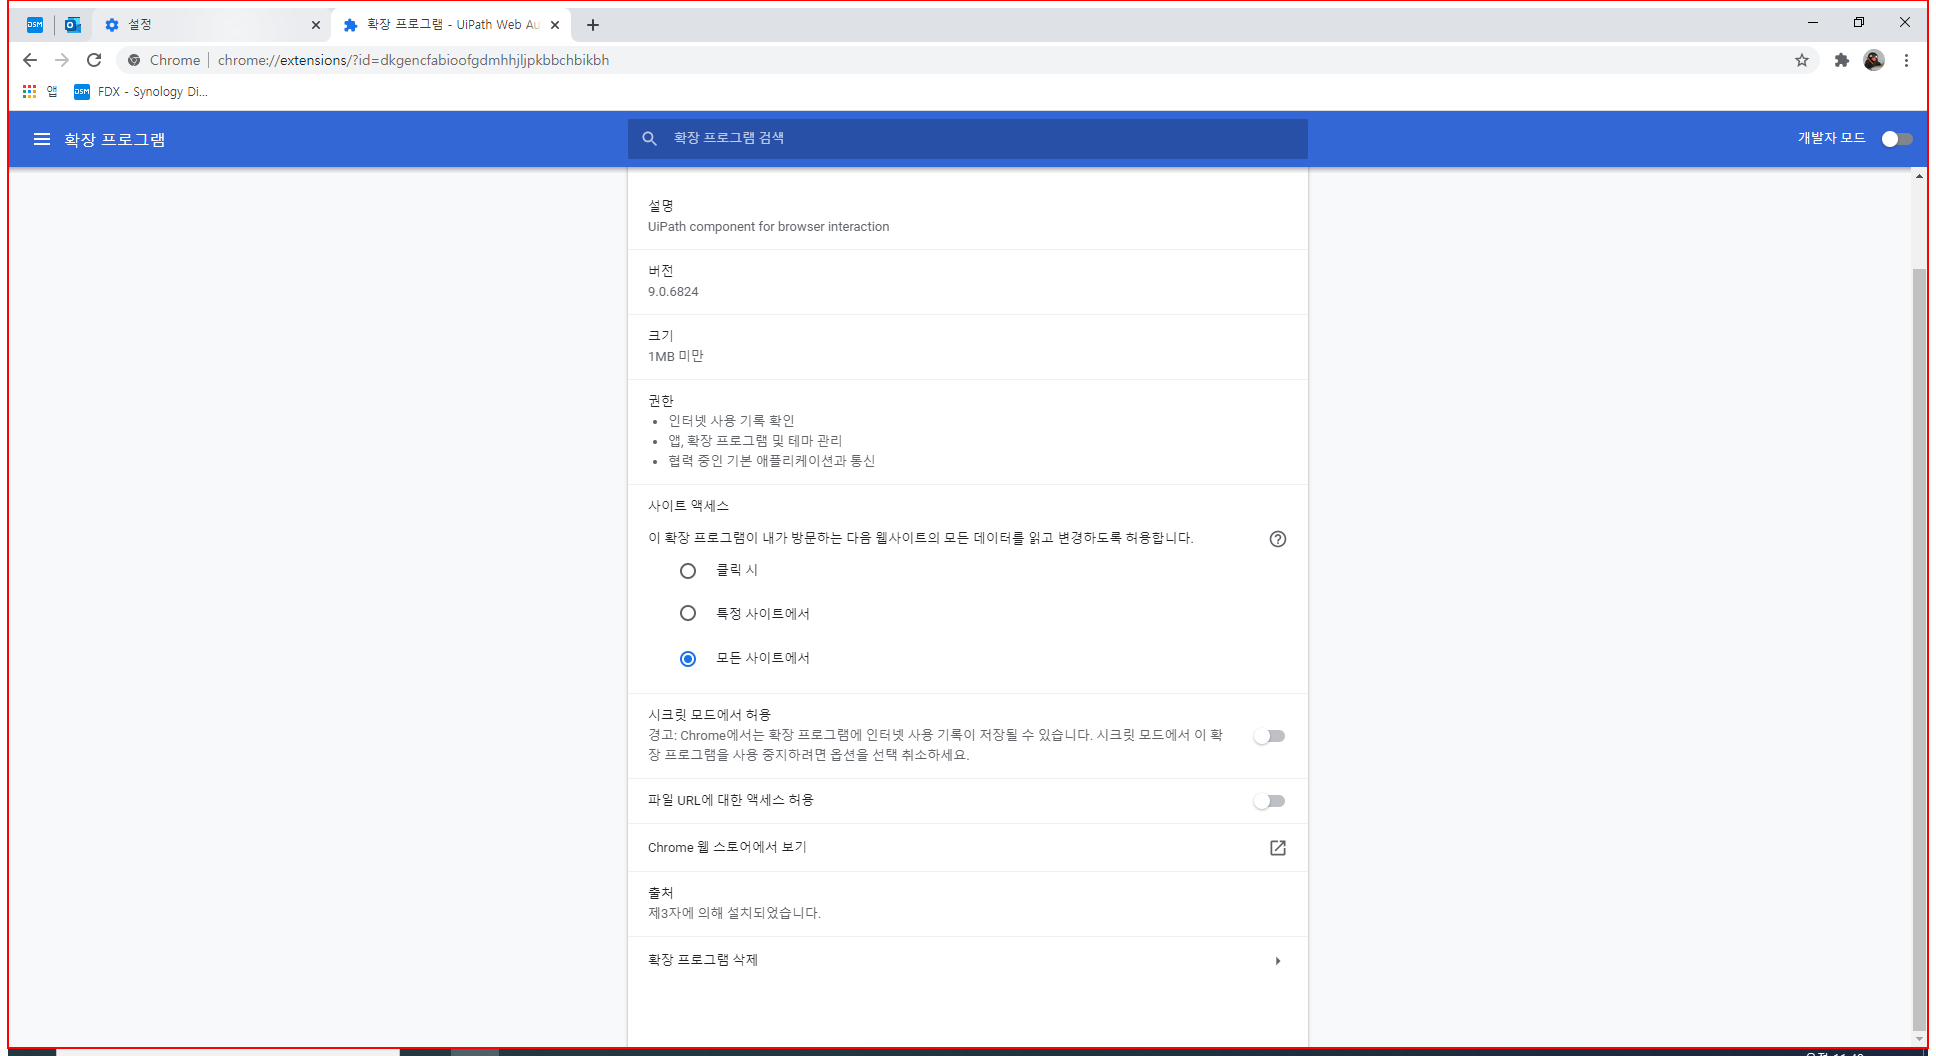 DSM
설정
확장 프로그램 - UiPath Web Au
Chrome
chrome://extensions/?id=dkgencfabioofgdmhhjljpkbbchbikbh
앱
DSM
FDX - Synology Di...
확장 프로그램
확장 프로그램 검색
개발자 모드
설명
UiPath component for browser interaction
버전
9.0.6824
크기
1MB 미만
권한
인터넷 사용 기록 확인
앱, 확장 프로그램 및 테마 관리
협력 중인 기본 애플리케이션과 통신
사이트 액세스
이 확장 프로그램이 내가 방문하는 다음 웹사이트의 모든 데이터를 읽고 변경하도록 허용합니다.
클릭 시
특정 사이트에서
모든 사이트에서
시크릿 모드에서 허용
경고: Chrome에서는 확장 프로그램에 인터넷 사용 기록이 저장될 수 있습니다. 시크릿 모드에서 이 확
장 프로그램을 사용 중지하려면 옵션을 선택 취소하세요.
파일 URL에 대한 액세스 허용
Chrome 웹 스토어에서 보기
출처
제3자에 의해 설치되었습니다.
확장 프로그램 삭제